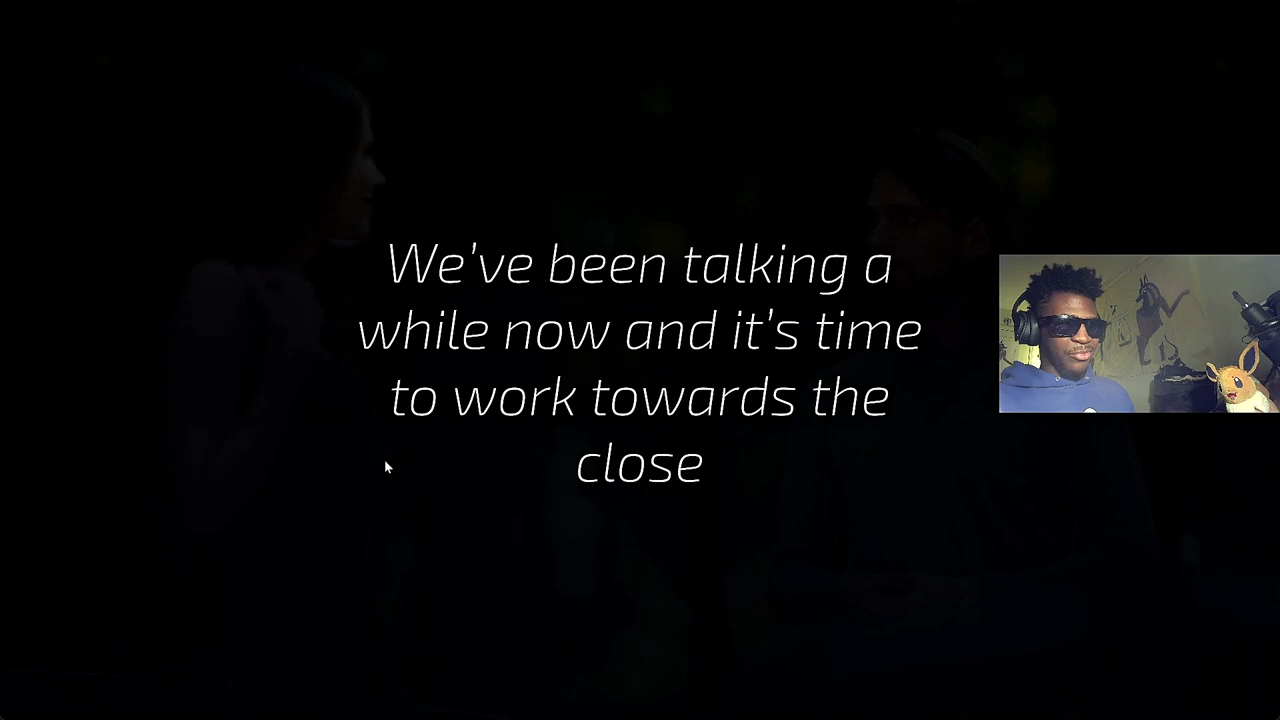 We've been talking a
while now and it's time
to work towards the
close